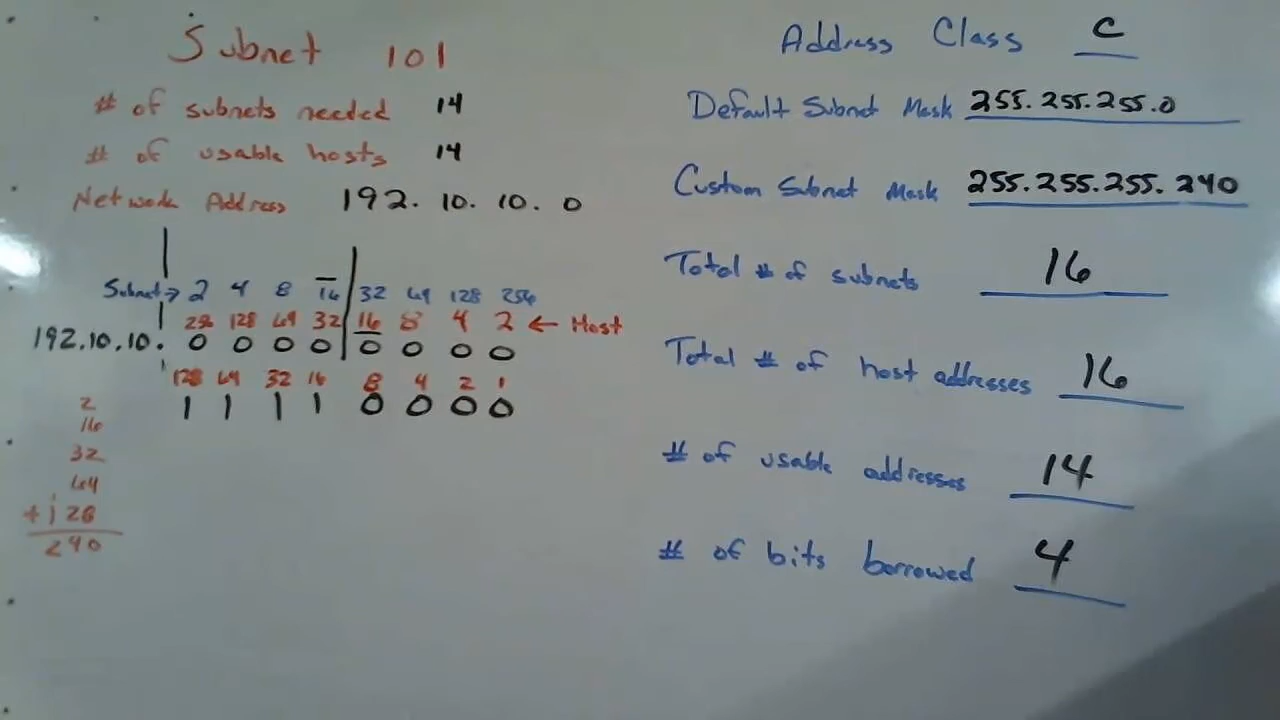 Subnet 101
# of subnets needed 14
# of usable hosts 14
Network Address 192. 10. 10. 0
Subnet→ 2 4 8 16 32 64 128 256
256 128 64 32 16 8 4 2 ← Host
192.10.10. 0 0 0 0 0 0 0 0
128 64 32 16 8 4 2 1
1 1 1 1 0 0 0 0
2
16
32
64
+ 128
240
Address Class C
Default Subnet Mask 255.255.255.0
Custom Subnet Mask 255.255.255.240
Total # of subnets 16
Total # of host addresses 16
# of usable addresses 14
# of bits borrowed 4